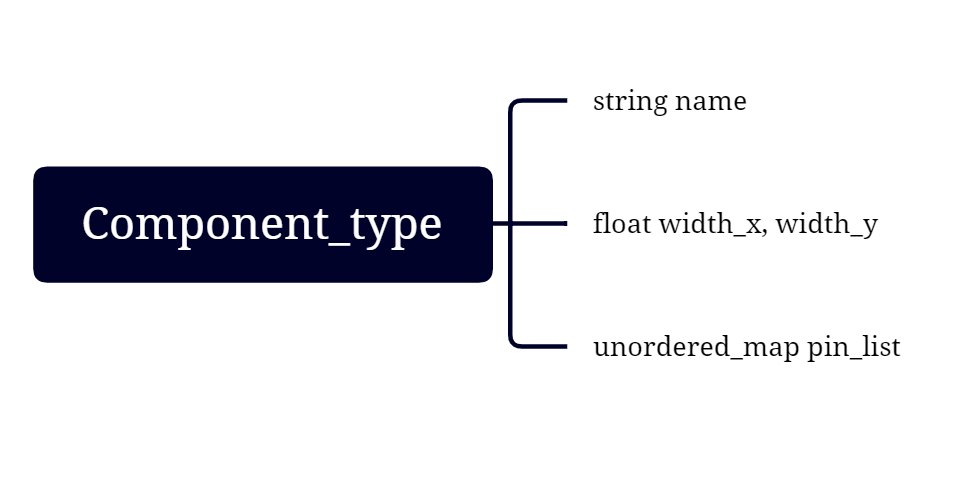 string name
Component_type
float width_x, width_y
unordered_map pin_list